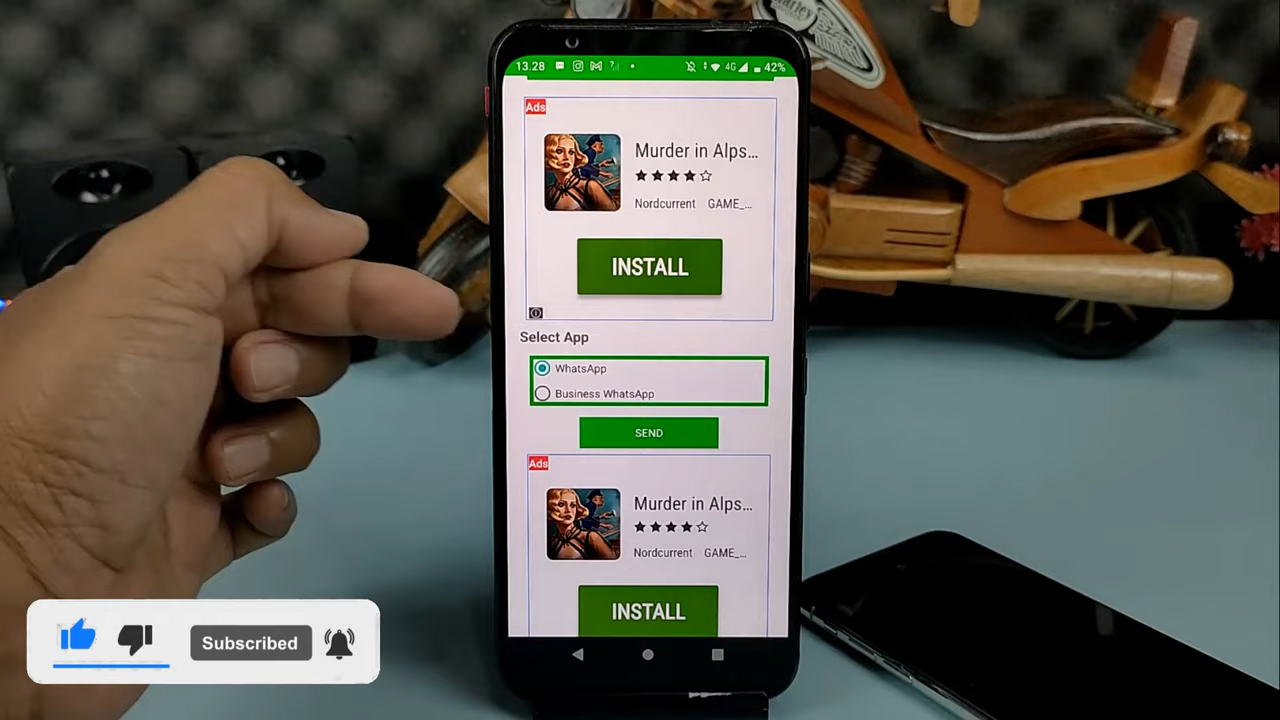 13.28
4G
42%
Ads
Murder in Alps...
Nordcurrent GAME_...
INSTALL
Select App
WhatsApp
Business WhatsApp
SEND
Ads
Murder in Alps...
Nordcurrent GAME_...
INSTALL
Subscribed